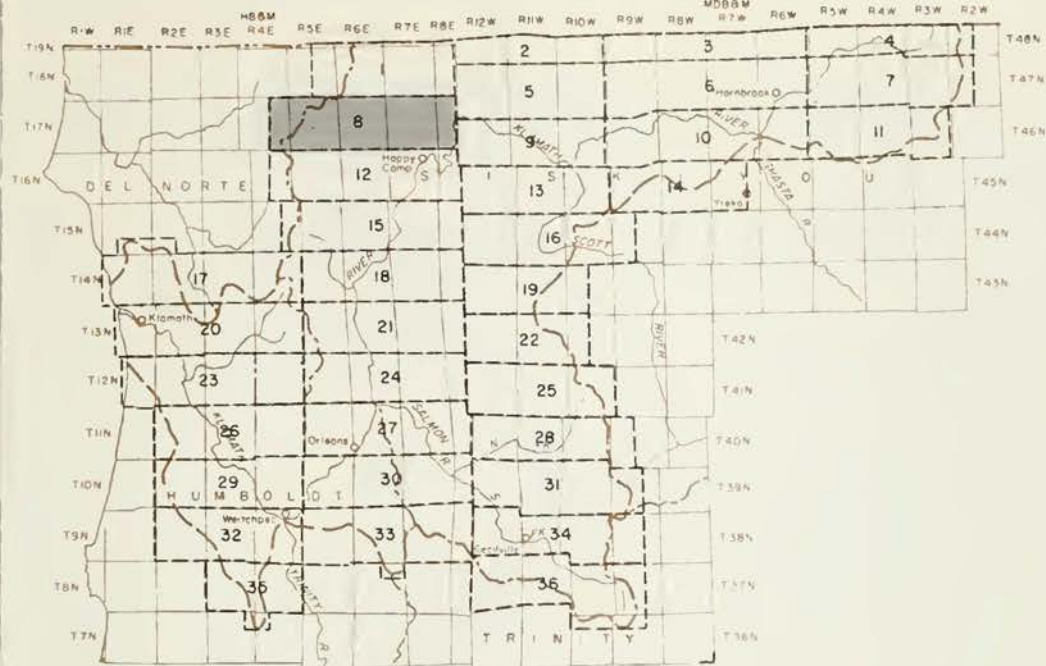 HB&M MDB&M
R1W R1E R2E R3E R4E R5E R6E R7E R8E R12W R11W R10W R9W R8W R7W R6W R5W R4W R3W R2W
T19N 2 3 4 T48N
T18N 5 6 Hornbrook 7 T47N
T17N 8 KLAMATH 9 RIVER 10 11 T46N
T16N DEL NORTE Happy Camp 12 S I 13 S K 14 Y O U T45N
Yreka SHASTA R
T15N 15 16 SCOTT T44N
T14N 17 RIVER 18 19 T43N
T13N Klamath 20 21 22 RIVER T42N
T12N 23 24 25 T41N
T11N KLAMATH 26 Orleans 27 SALMON R N FK 28 T40N
T10N 29 30 31 T39N
HUMBOLDT
T9N Weitchpec 32 33 S FK 34 T38N
T8N 35 TRINITY R 36 T37N
T7N TRINITY T36N